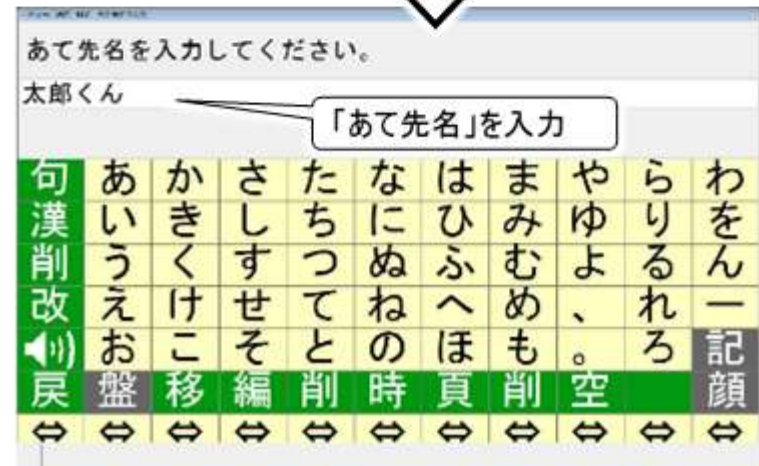 あて先名を入力してください。
太郎くん
「あて先名」を入力
句 あ か さ た な は ま や ら わ
漢 い き し ち に ひ み ゆ り を
削 う く す つ ぬ ふ む よ る ん
改 え け せ て ね へ め 、 れ ー
お こ そ と の ほ も 。 ろ 記
戻 盤 移 編 削 時 頁 削 空 顔
⇔ ⇔ ⇔ ⇔ ⇔ ⇔ ⇔ ⇔ ⇔ ⇔ ⇔